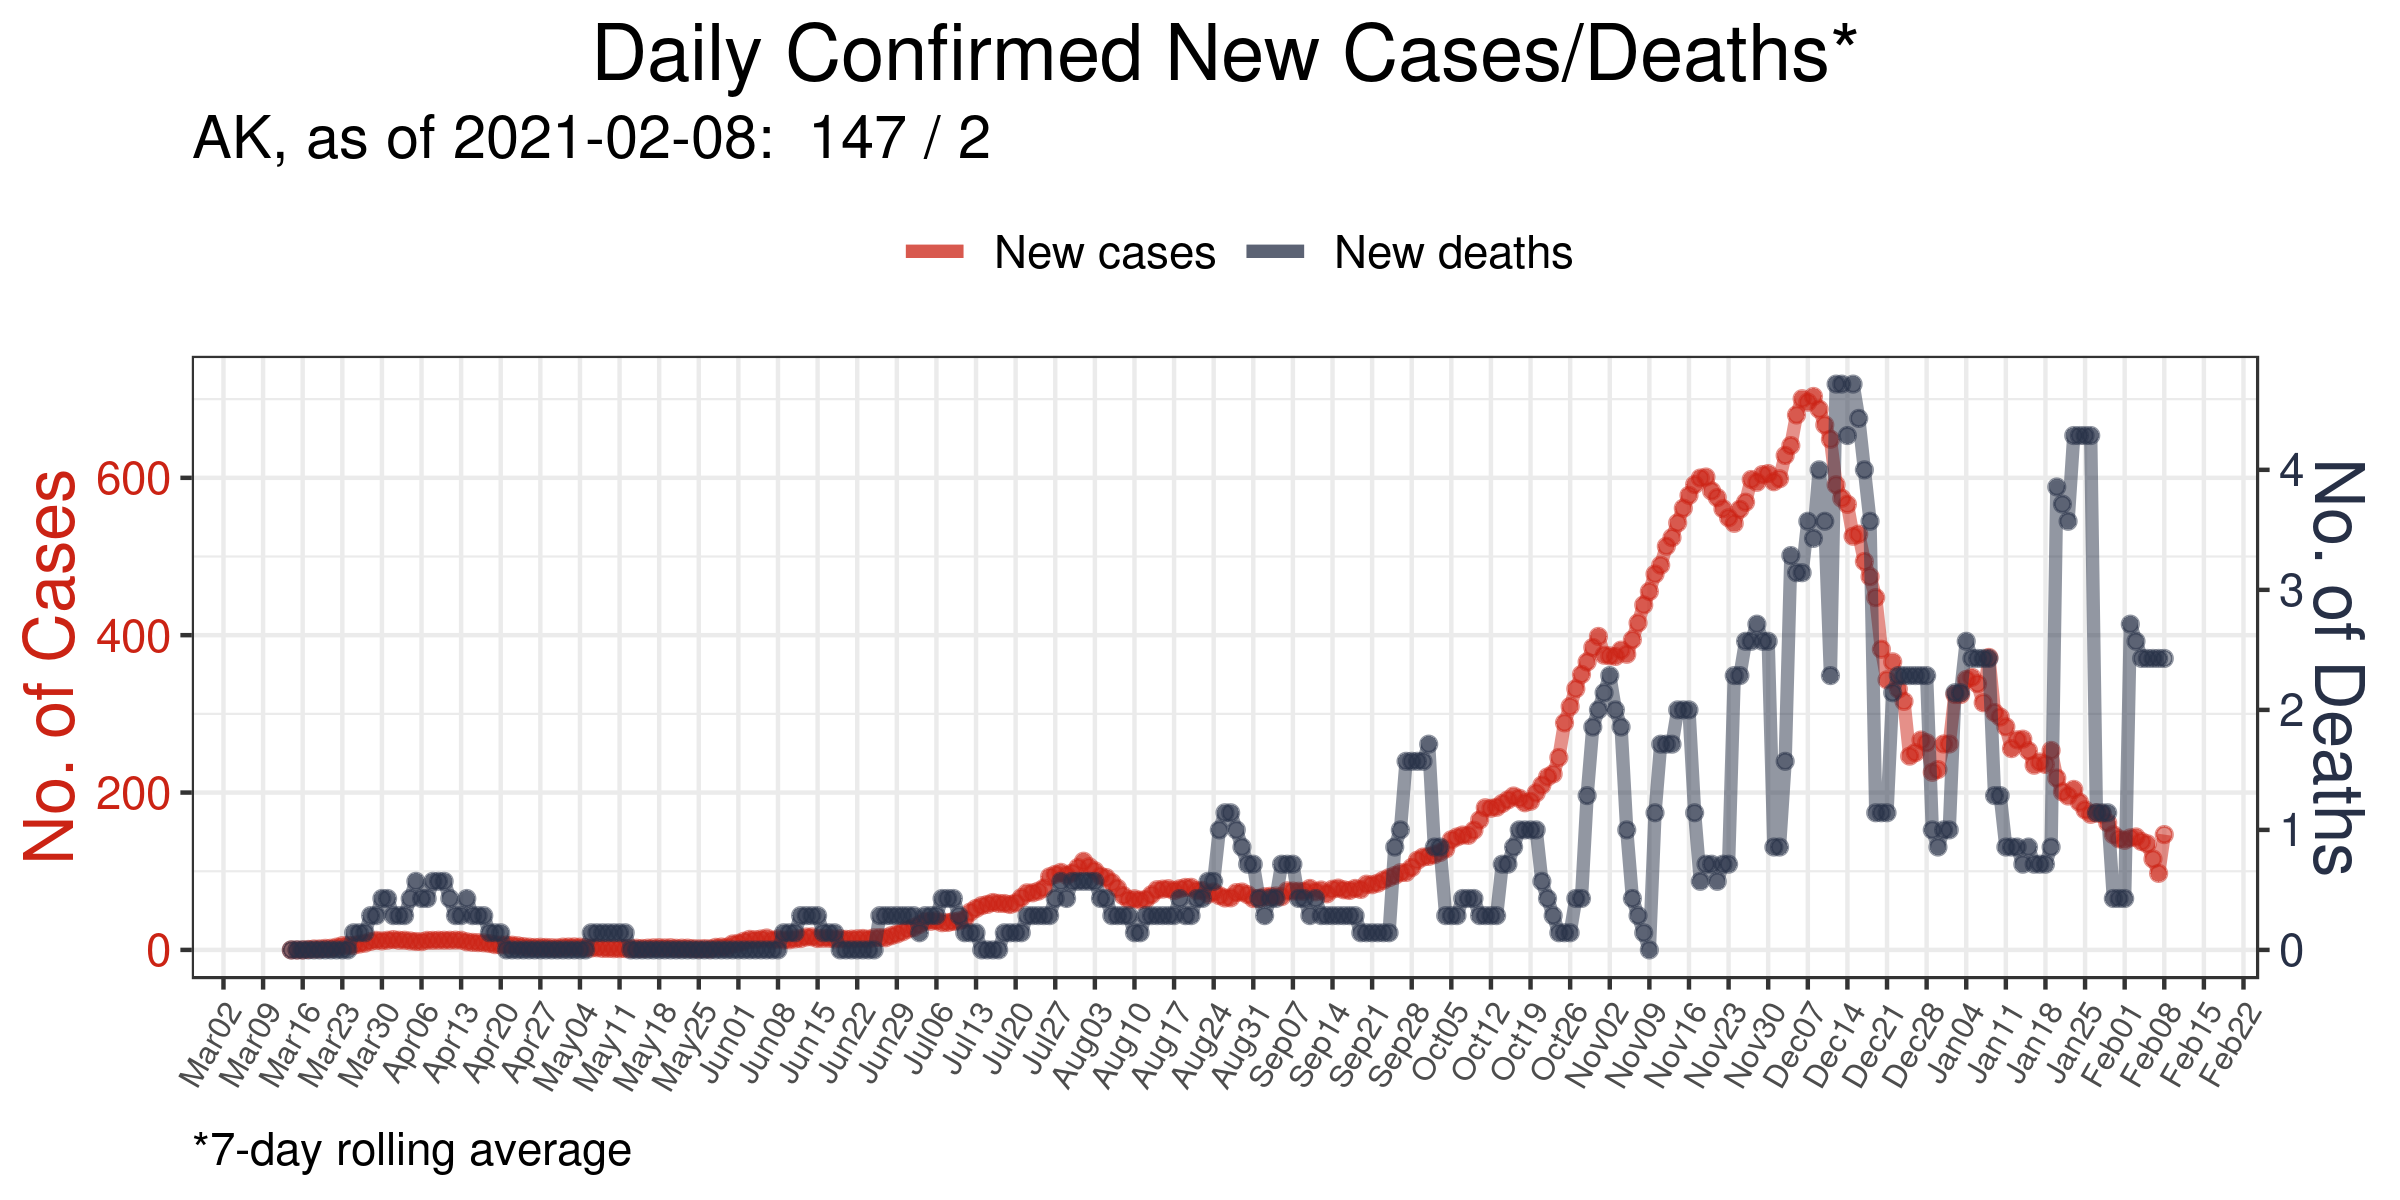 Daily Confirmed New Cases/Deaths*
AK, as of 2021-02-08:  147 / 2
New cases
New deaths
No. of Cases
600
400
200
0
No. of Deaths
4
3
2
1
0
Mar02
Mar09
Mar16
Mar23
Mar30
Apr06
Apr13
Apr20
Apr27
May04
May11
May18
May25
Jun01
Jun08
Jun15
Jun22
Jun29
Jul06
Jul13
Jul20
Jul27
Aug03
Aug10
Aug17
Aug24
Aug31
Sep07
Sep14
Sep21
Sep28
Oct05
Oct12
Oct19
Oct26
Nov02
Nov09
Nov16
Nov23
Nov30
Dec07
Dec14
Dec21
Dec28
Jan04
Jan11
Jan18
Jan25
Feb01
Feb08
Feb15
Feb22
*7-day rolling average